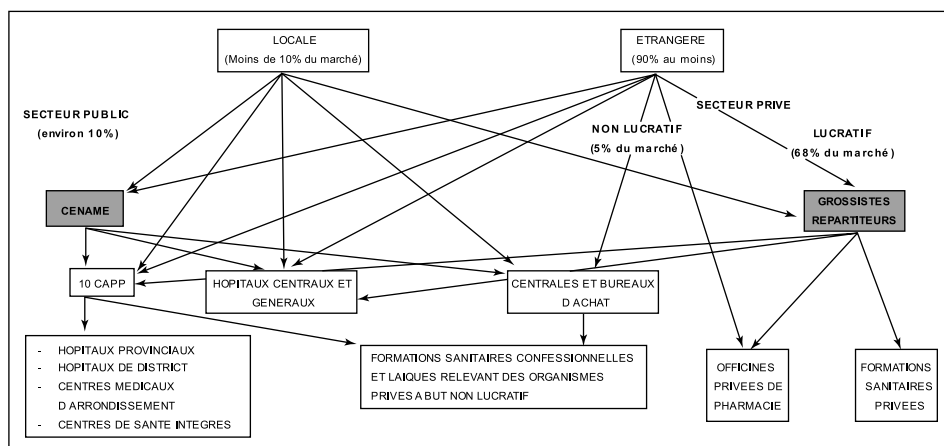 LOCALE
(Moins de 10% du marché)
ETRANGERE
(90% au moins)
SECTEUR PUBLIC
(environ 10%)
SECTEUR PRIVE
NON LUCRATIF
(5% du marché)
LUCRATIF
(68% du marché)
CENAME
GROSSISTES
REPARTITEURS
10 CAPP
HOPITAUX CENTRAUX ET
GENERAUX
CENTRALES ET BUREAUX
D ACHAT
- HOPITAUX PROVINCIAUX
- HOPITAUX DE DISTRICT
- CENTRES MEDICAUX
D ARRONDISSEMENT
- CENTRES DE SANTE INTEGRES
FORMATIONS SANITAIRES CONFESSIONNELLES
ET LAIQUES RELEVANT DES ORGANISMES
PRIVES A BUT NON LUCRATIF
OFFICINES
PRIVEES DE
PHARMACIE
FORMATIONS
SANITAIRES
PRIVEES